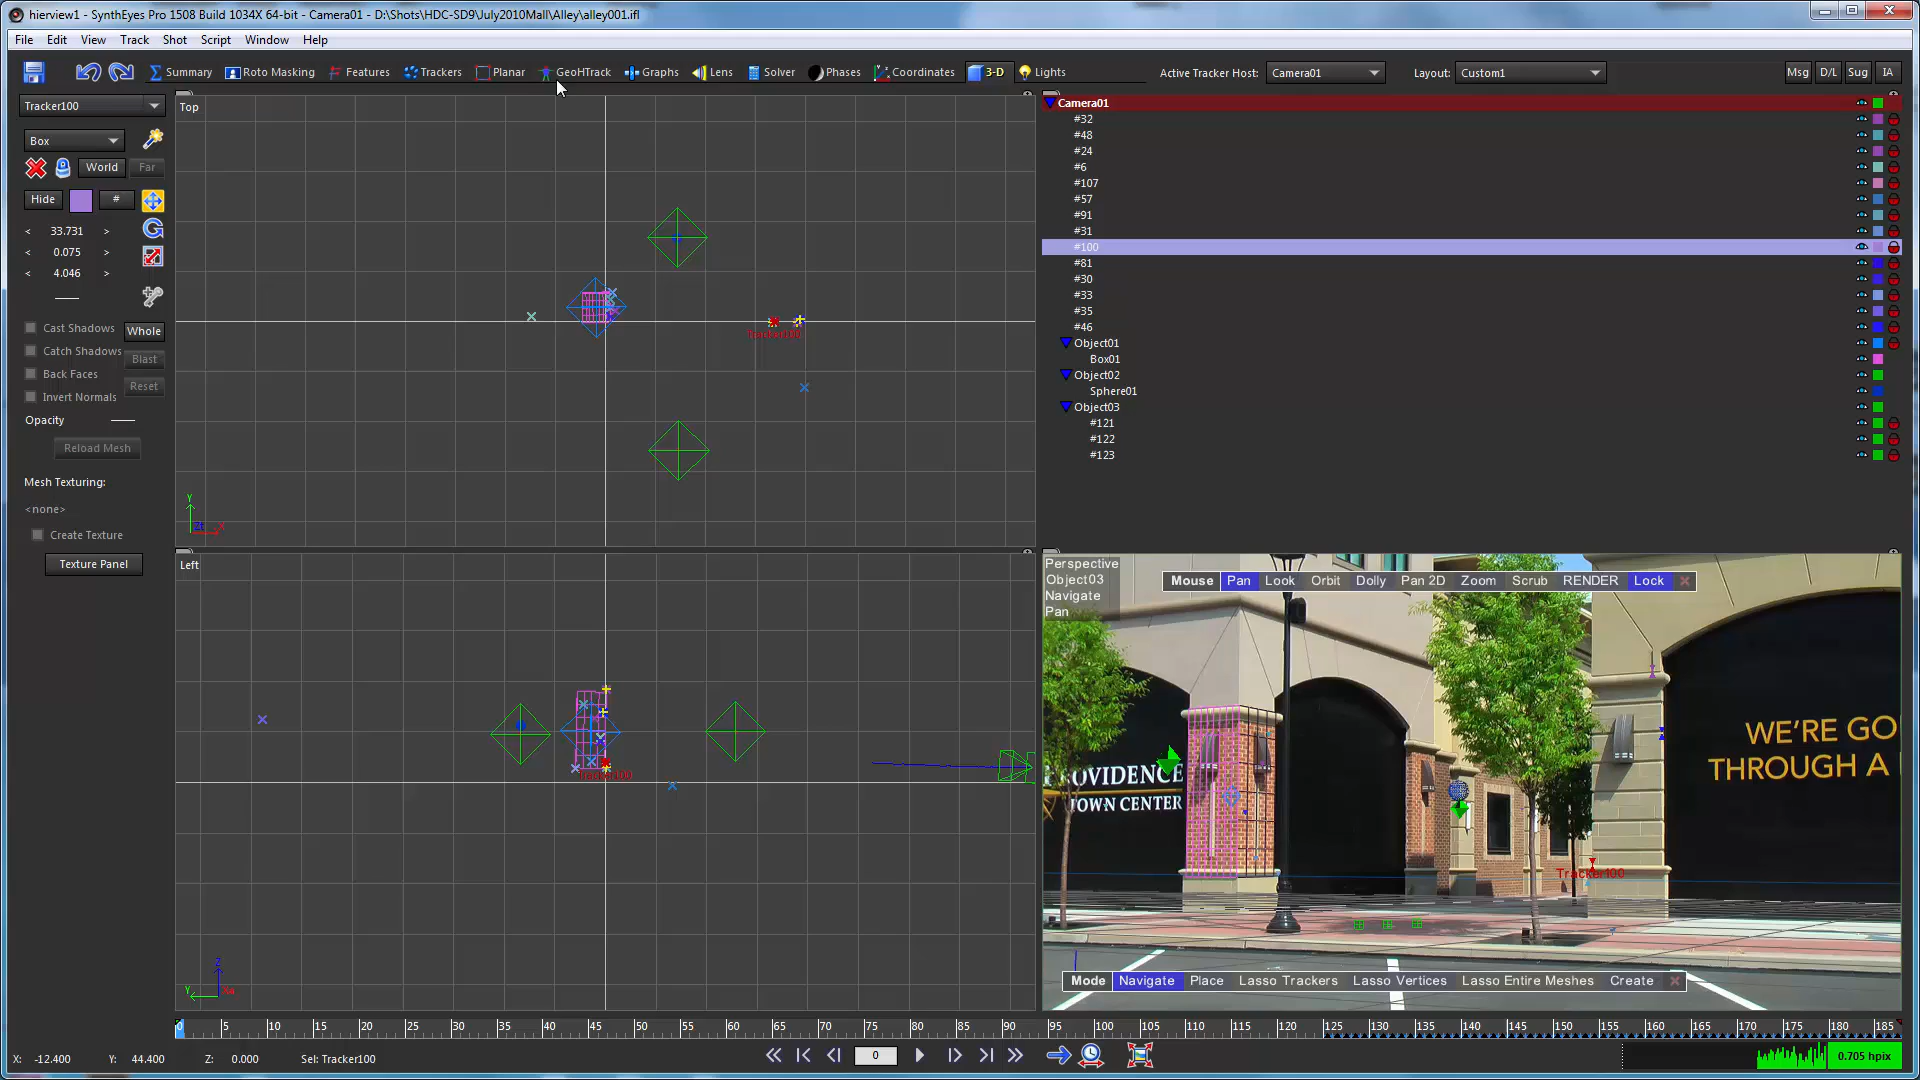 hierview1 - SynthEyes Pro 1508 Build 1034X 64-bit - Camera01 - D:\Shots\HDC-SD9\July2010Mall\Alley\alley001.ifl
File Edit View Track Shot Script Window Help
Summary Roto Masking Features Trackers Planar GeoHTrack Graphs Lens Solver Phases Coordinates 3-D Lights Active Tracker Host: Camera01 Layout: Custom1 Msg D/L Sug IA
Tracker100
Box
World Far
Hide #
< 33.731 >
< 0.075 >
< 4.046 >
Cast Shadows Whole
Catch Shadows Blast
Back Faces
Reset
Invert Normals
Opacity
Reload Mesh
Mesh Texturing:
<none>
Create Texture
Texture Panel
Top
Tracker100
Y
Zt X
Camera01
#32
#48
#24
#6
#107
#57
#91
#31
#100
#81
#30
#33
#35
#46
Object01
Box01
Object02
Sphere01
Object03
#121
#122
#123
Left
Tracker100
Z
Y Xa
Perspective
Object03
Navigate
Pan
Mouse Pan Look Orbit Dolly Pan 2D Zoom Scrub RENDER Lock
OVIDENCE
TOWN CENTER
WE'RE GO
THROUGH A
Tracker100
Mode Navigate Place Lasso Trackers Lasso Vertices Lasso Entire Meshes Create
0 5 10 15 20 25 30 35 40 45 50 55 60 65 70 75 80 85 90 95 100 105 110 115 120 125 130 135 140 145 150 155 160 165 170 175 180 185
X: -12.400 Y: 44.400 Z: 0.000 Sel: Tracker100
0
0.705 hpix